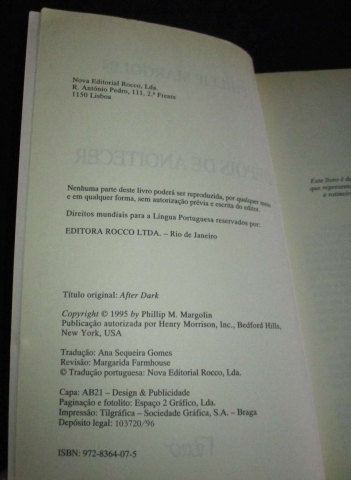 Nova Editorial Rocco, Lda.
R. António Pedro, 111, 2.º Frente
1150 Lisboa
Nenhuma parte deste livro poderá ser reproduzida, por qualquer meio
e em qualquer forma, sem autorização prévia e escrita do editor.
Direitos mundiais para a Língua Portuguesa reservados por:
EDITORA ROCCO LTDA. – Rio de Janeiro
Título original: After Dark
Copyright © 1995 by Phillip M. Margolin
Publicação autorizada por Henry Morrison, Inc., Bedford Hills,
New York, USA
Tradução: Ana Sequeira Gomes
Revisão: Margarida Farmhouse
© Tradução portuguesa: Nova Editorial Rocco, Lda.
Capa: AB21 – Design & Publicidade
Paginação e fotolito: Espaço 2 Gráfico, Lda.
Impressão: Tilgráfica – Sociedade Gráfica, S.A. – Braga
Depósito legal: 103720/96
ISBN: 972-8364-07-5
Este livro é de
que represente